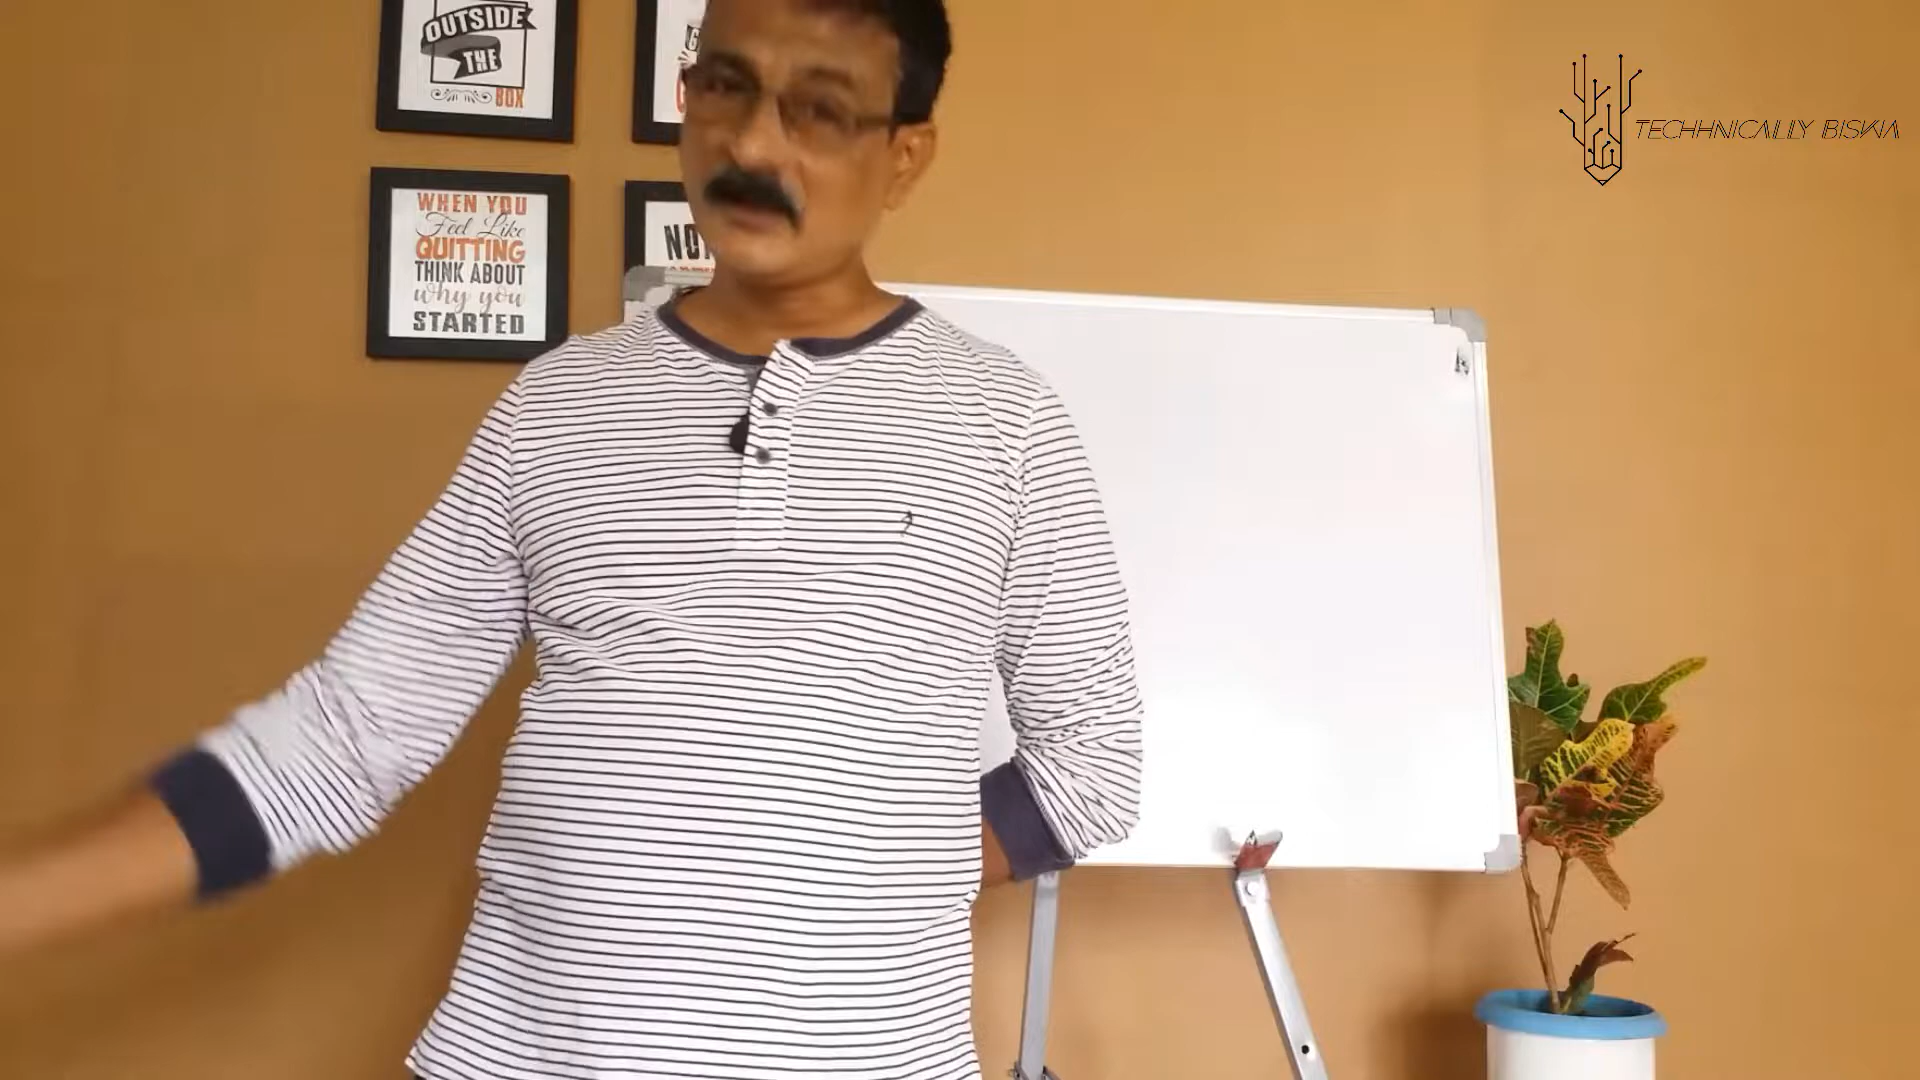 OUTSIDE
THE
BOX
WHEN YOU
Feel Like
QUITTING
THINK ABOUT
why you
STARTED
TECHHNICALLY BISWA